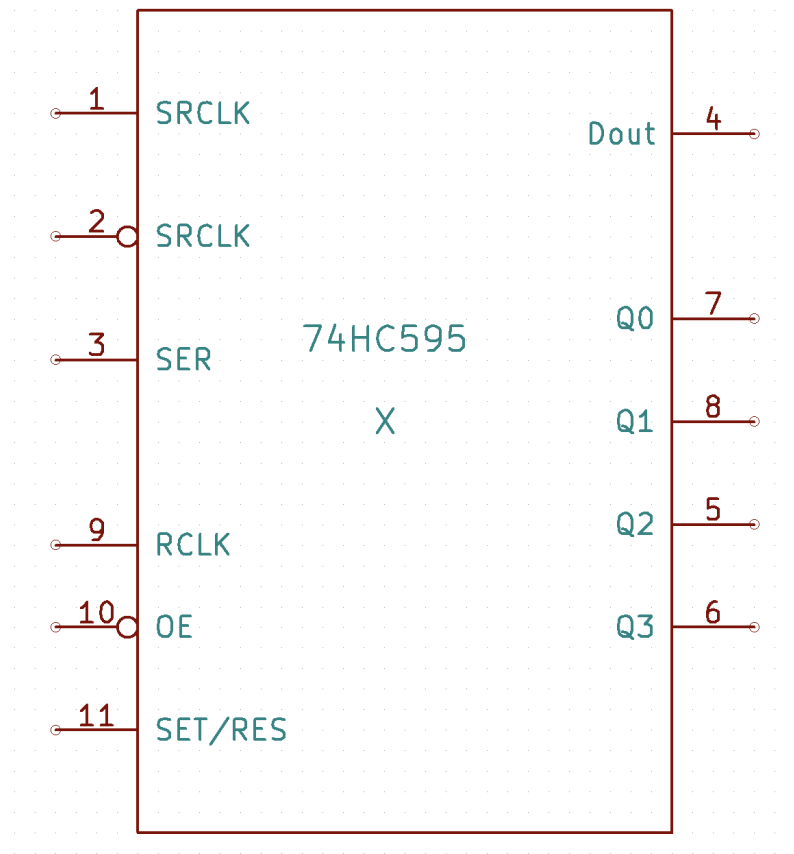 1 SRCLK
Dout 4
2 SRCLK
Q0 7
74HC595
3 SER
X
Q1 8
Q2 5
9 RCLK
10 OE
Q3 6
11 SET/RES